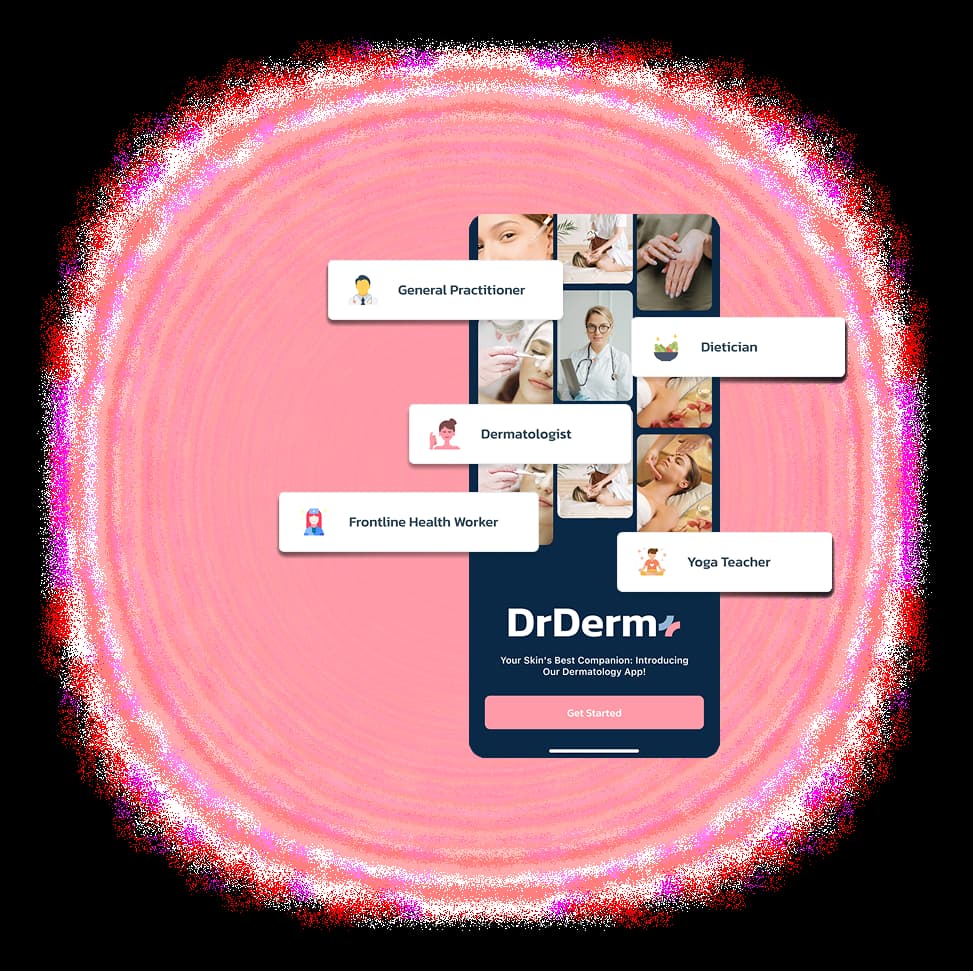 General Practitioner
Dietician
Dermatologist
Frontline Health Worker
Yoga Teacher
DrDerm
Your Skin's Best Companion: Introducing
Our Dermatology App!
Get Started